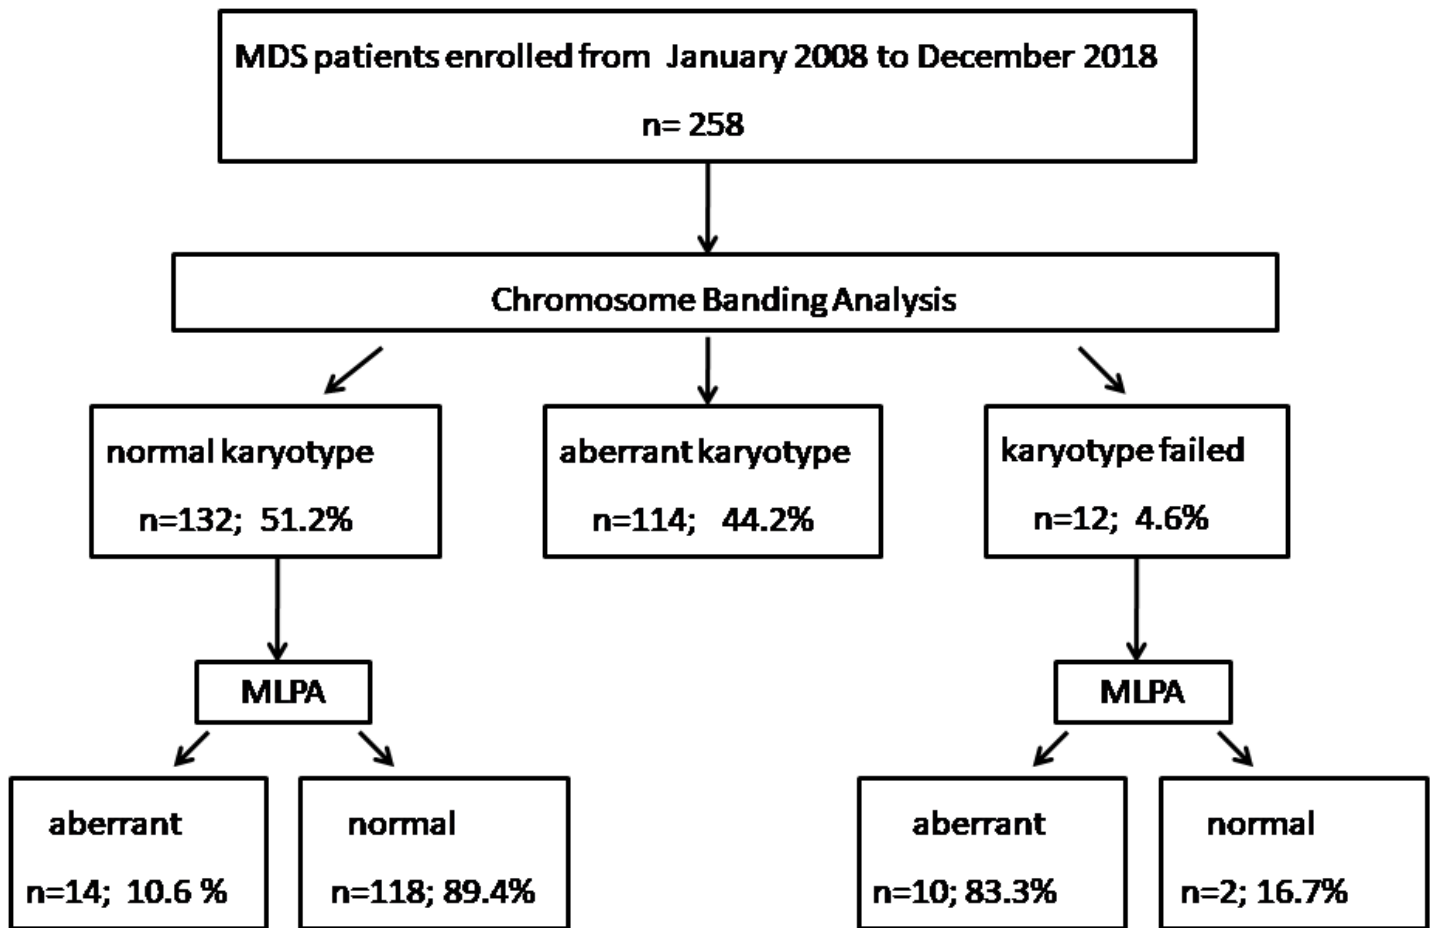 MDS patients enrolled from January 2008 to December 2018
n= 258
Chromosome Banding Analysis
normal karyotype
n=132; 51.2%
aberrant karyotype
n=114; 44.2%
karyotype failed
n=12; 4.6%
MLPA
MLPA
aberrant
n=14; 10.6 %
normal
n=118; 89.4%
aberrant
n=10; 83.3%
normal
n=2; 16.7%